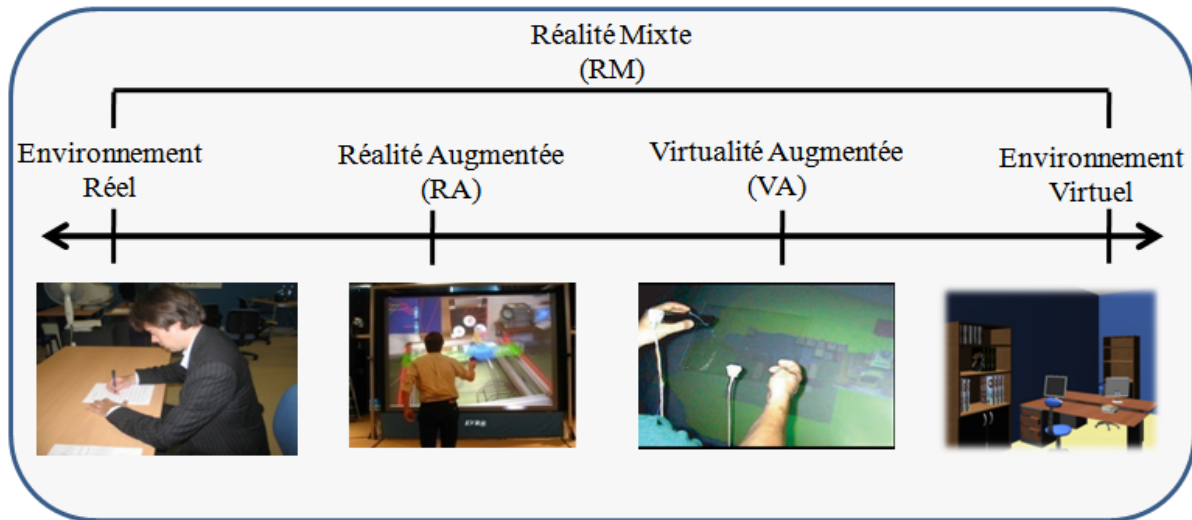 Réalité Mixte
(RM)
Environnement
Réel
Réalité Augmentée
(RA)
Virtualité Augmentée
(VA)
Environnement
Virtuel